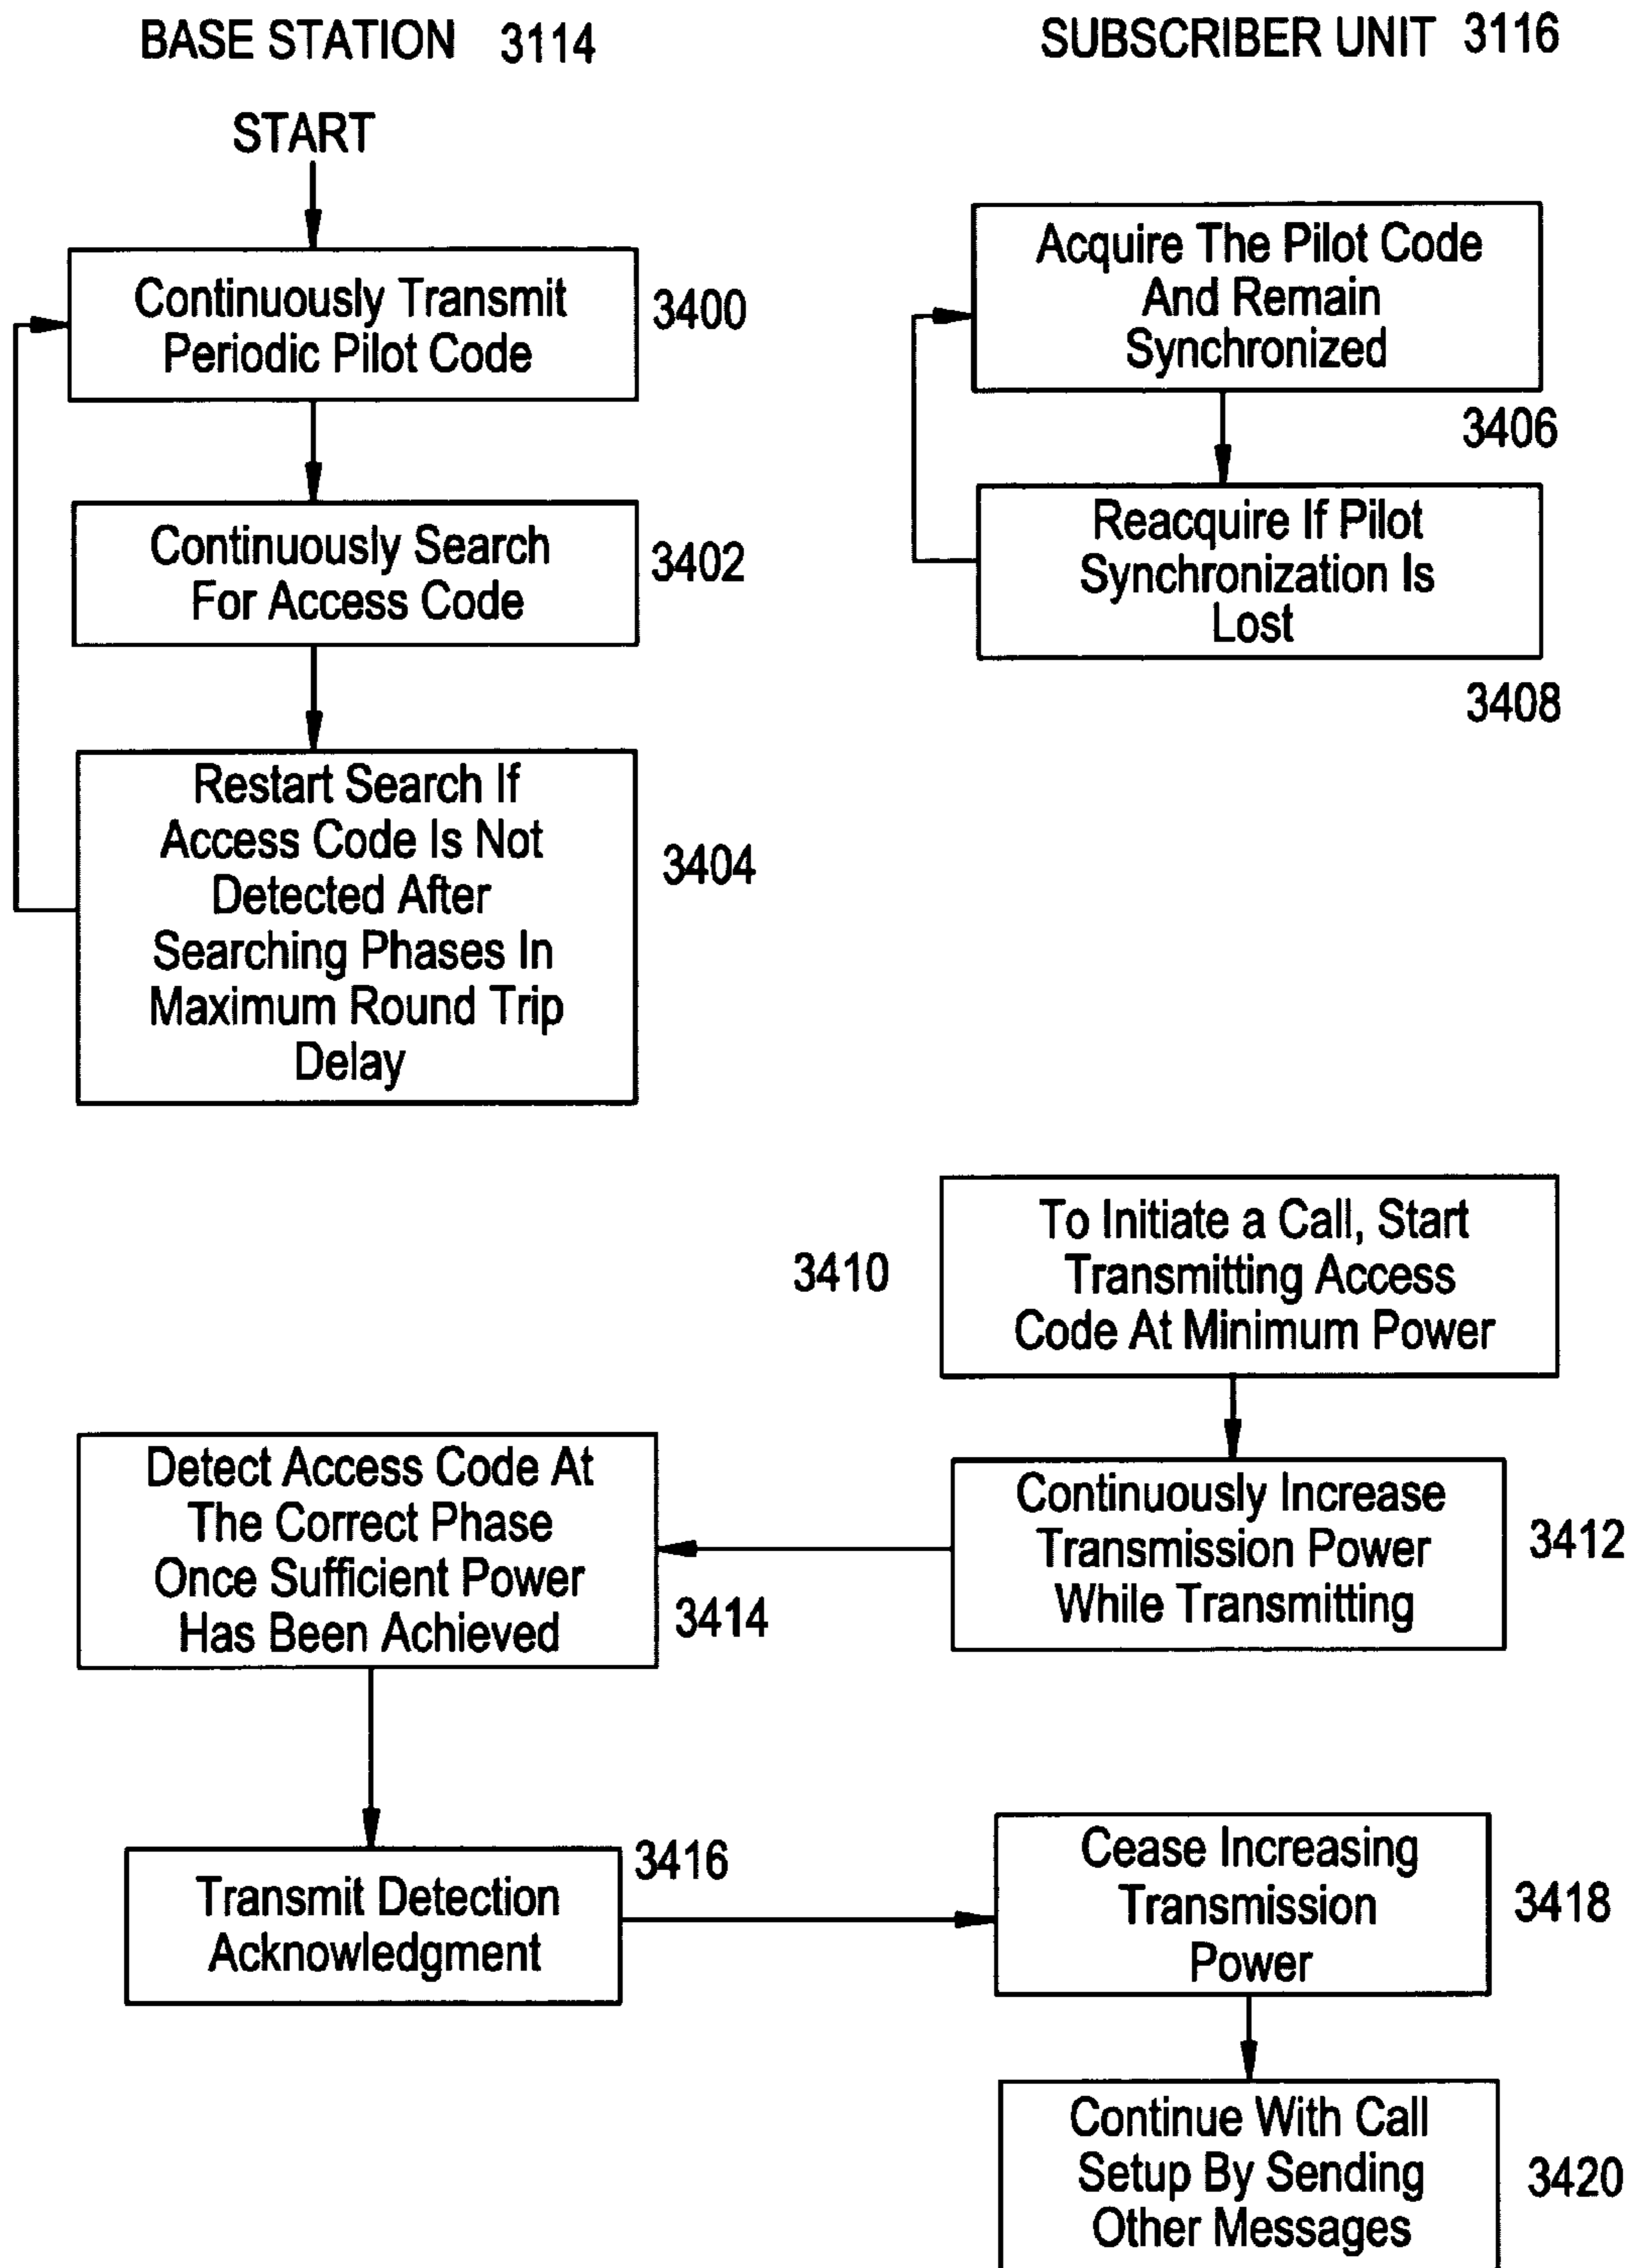 BASE STATION 3114
SUBSCRIBER UNIT 3116
START
Continuously Transmit
Periodic Pilot Code
3400
Continuously Search
For Access Code
3402
Restart Search If
Access Code Is Not
Detected After
Searching Phases In
Maximum Round Trip
Delay
3404
Acquire The Pilot Code
And Remain
Synchronized
3406
Reacquire If Pilot
Synchronization Is
Lost
3408
3410
To Initiate a Call, Start
Transmitting Access
Code At Minimum Power
Continuously Increase
Transmission Power
While Transmitting
3412
Detect Access Code At
The Correct Phase
Once Sufficient Power
Has Been Achieved
3414
Transmit Detection
Acknowledgment
3416
Cease Increasing
Transmission
Power
3418
Continue With Call
Setup By Sending
Other Messages
3420